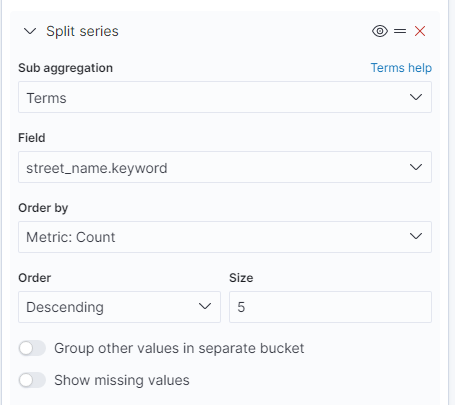 Split series
Sub aggregation Terms help
Terms
Field
street_name.keyword
Order by
Metric: Count
Order Size
Descending 5
Group other values in separate bucket
Show missing values